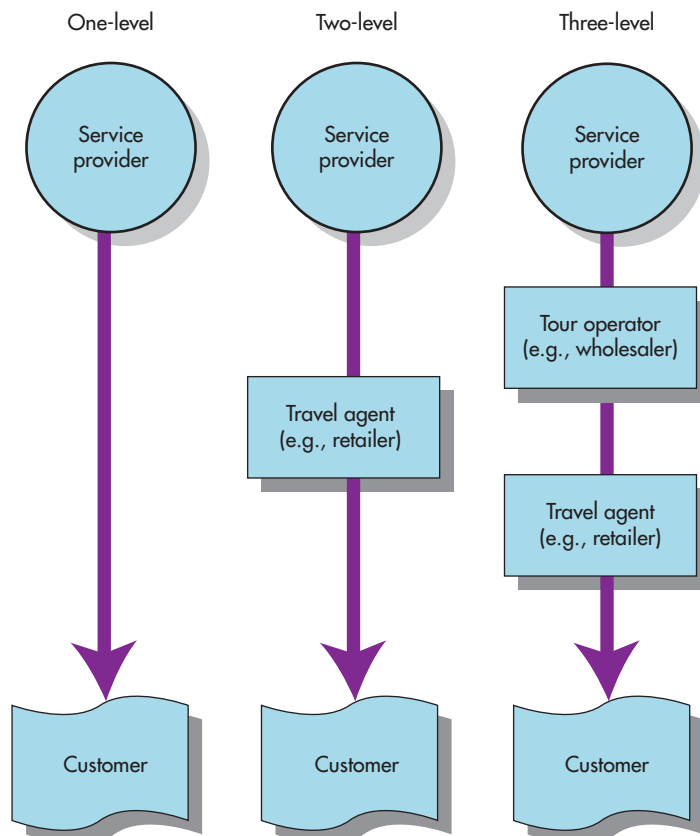 One-level
Service
provider
Customer
Two-level
Service
provider
Travel agent
(e.g., retailer)
Customer
Three-level
Service
provider
Tour operator
(e.g., wholesaler)
Travel agent
(e.g., retailer)
Customer